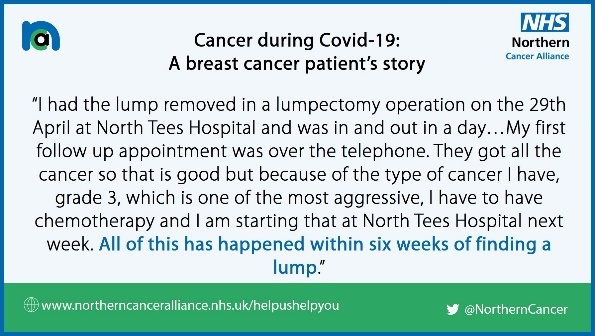 na
Cancer during Covid-19:
A breast cancer patient's story
NHS
Northern
Cancer Alliance
"I had the lump removed in a lumpectomy operation on the 29th
April at North Tees Hospital and was in and out in a day…My first
follow up appointment was over the telephone. They got all the
cancer so that is good but because of the type of cancer I have,
grade 3, which is one of the most aggressive, I have to have
chemotherapy and I am starting that at North Tees Hospital next
week. All of this has happened within six weeks of finding a
lump."
www.northerncanceralliance.nhs.uk/helpushelpyou
@NorthernCancer